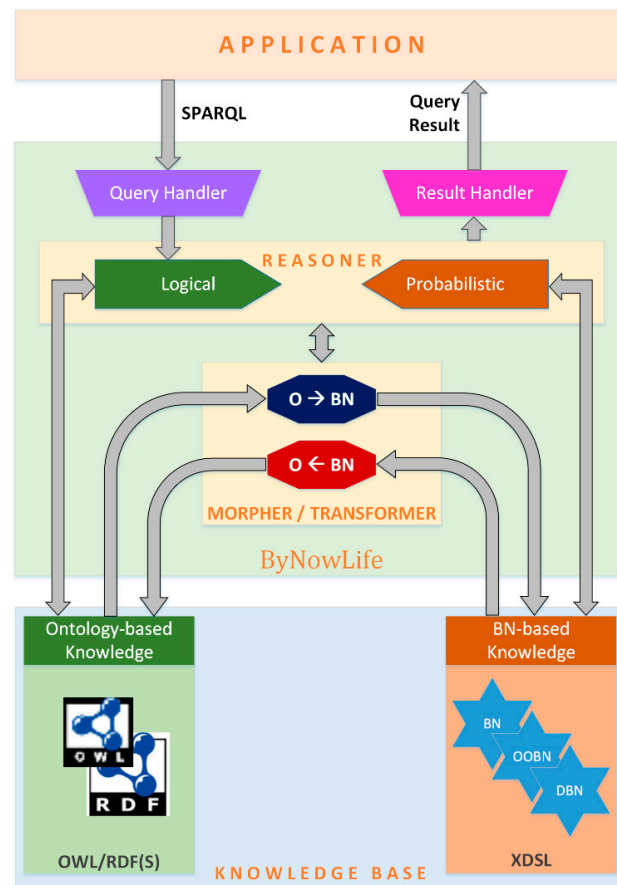 APPLICATION
SPARQL
Query
Result
Query Handler
Result Handler
REASONER
Logical
Probabilistic
O → BN
O ← BN
MORPHER / TRANSFORMER
ByNowLife
Ontology-based
Knowledge
BN-based
Knowledge
OWL
RDF
BN
OOBN
DBN
OWL/RDF(S)
XDSL
KNOWLEDGE BASE